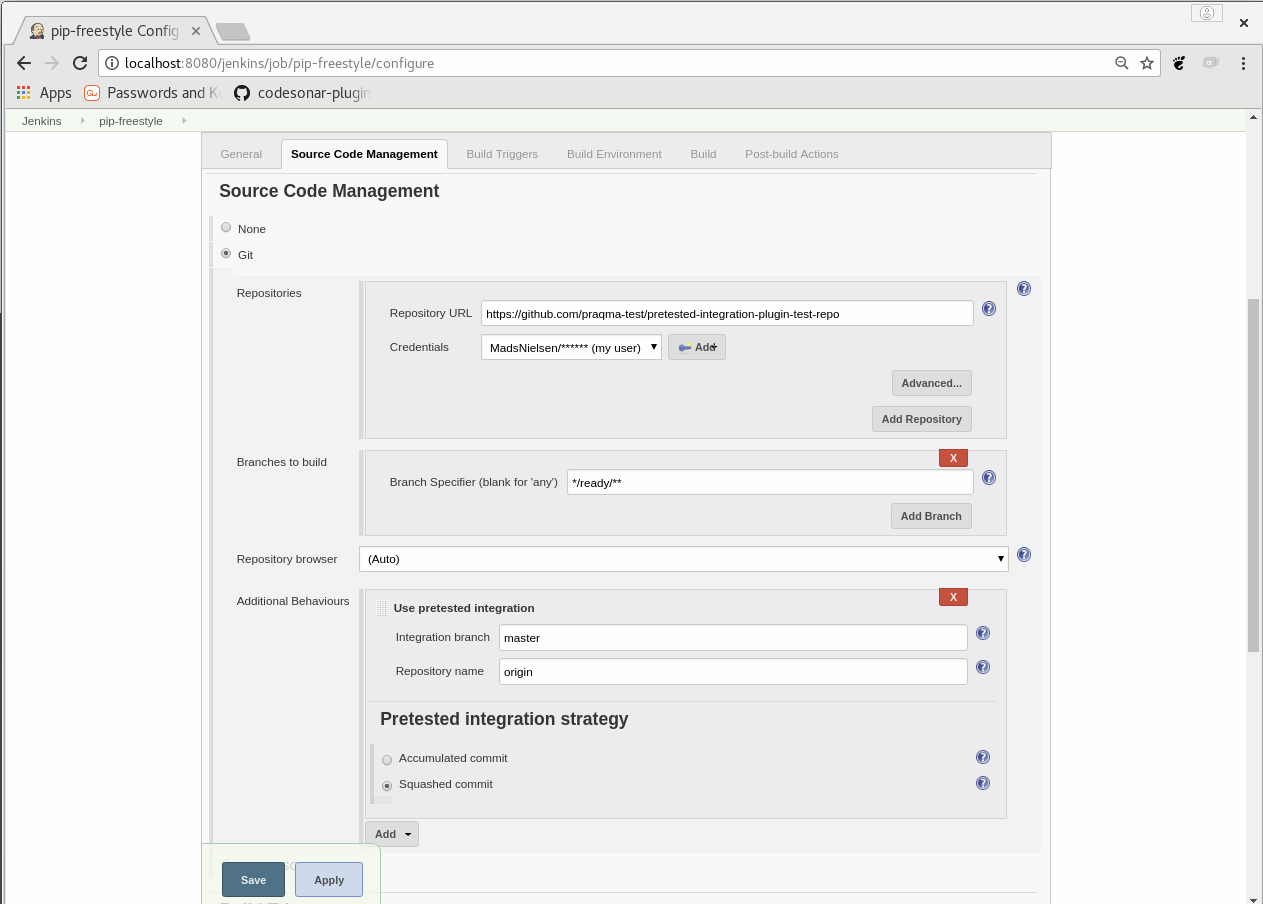 pip-freestyle Config
localhost:8080/jenkins/job/pip-freestyle/configure
Apps Passwords and K codesonar-plugin
Jenkins pip-freestyle
General Source Code Management Build Triggers Build Environment Build Post-build Actions
Source Code Management
None
Git
Repositories
Repository URL https://github.com/praqma-test/pretested-integration-plugin-test-repo
Credentials MadsNielsen/****** (my user) Add
Advanced...
Add Repository
X
Branches to build
Branch Specifier (blank for 'any') */ready/**
Add Branch
Repository browser (Auto)
X
Additional Behaviours
Use pretested integration
Integration branch master
Repository name origin
Pretested integration strategy
Accumulated commit
Squashed commit
Add
Save Apply